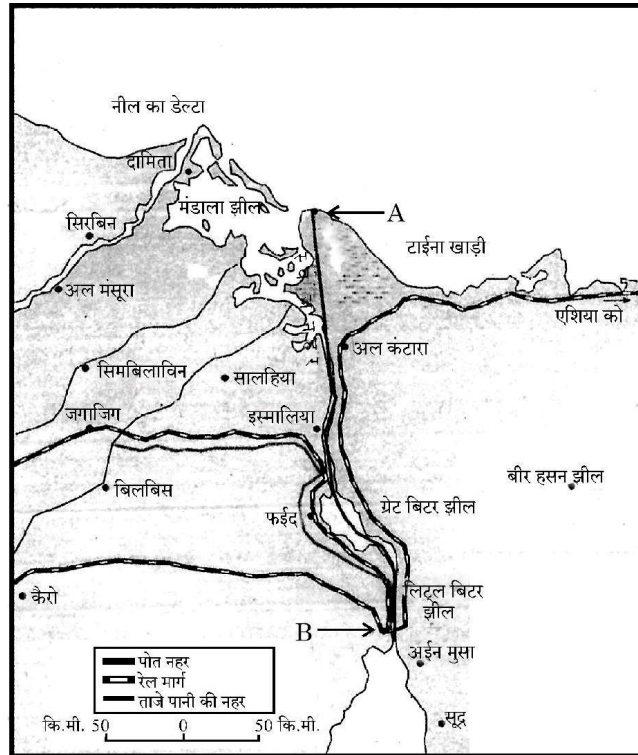 नील का डेल्टा
दामिता
मंडाला झील
A
सिरबिन
टाईना खाड़ी
अल मंसूरा
एशिया को
अल कंटारा
सिमबिलाविन
सालहिया
जगाजिग
इस्मालिया
बीर हसन झील
बिलबिस
ग्रेट बिटर झील
फईद
लिट्रल बिटर
झील
कैरो
B
अईन मुसा
पोत नहर
रेल मार्ग
ताजे पानी की नहर
कि.मी. 50 0 50 कि.मी.
सूद्र